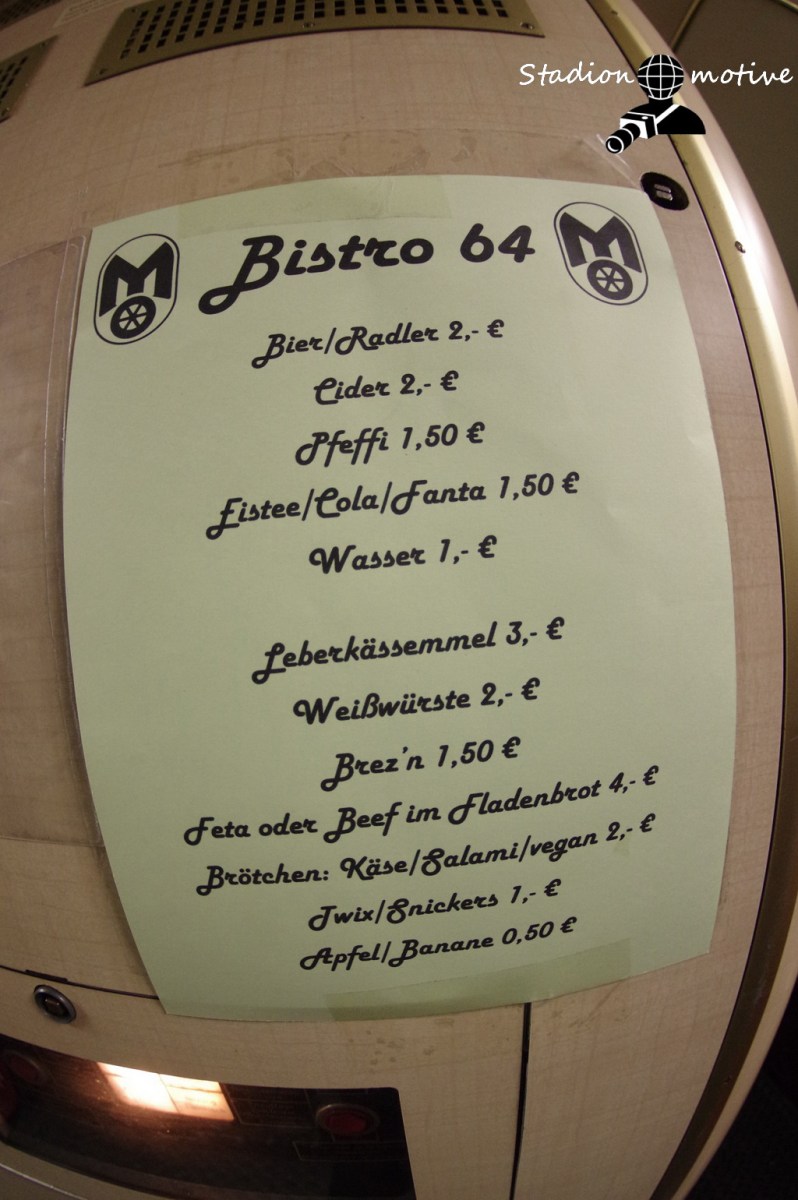 Stadion motive
Bistro 64
Bier/Radler 2,- €
Cider 2,- €
Pfeffi 1,50 €
Eistee/Cola/Fanta 1,50 €
Wasser 1,- €
Leberkässemmel 3,- €
Weißwürste 2,- €
Brez'n 1,50 €
Feta oder Beef im Fladenbrot 4,- €
Brötchen: Käse/Salami/vegan 2,- €
Twix/Snickers 1,- €
Apfel/Banane 0,50 €